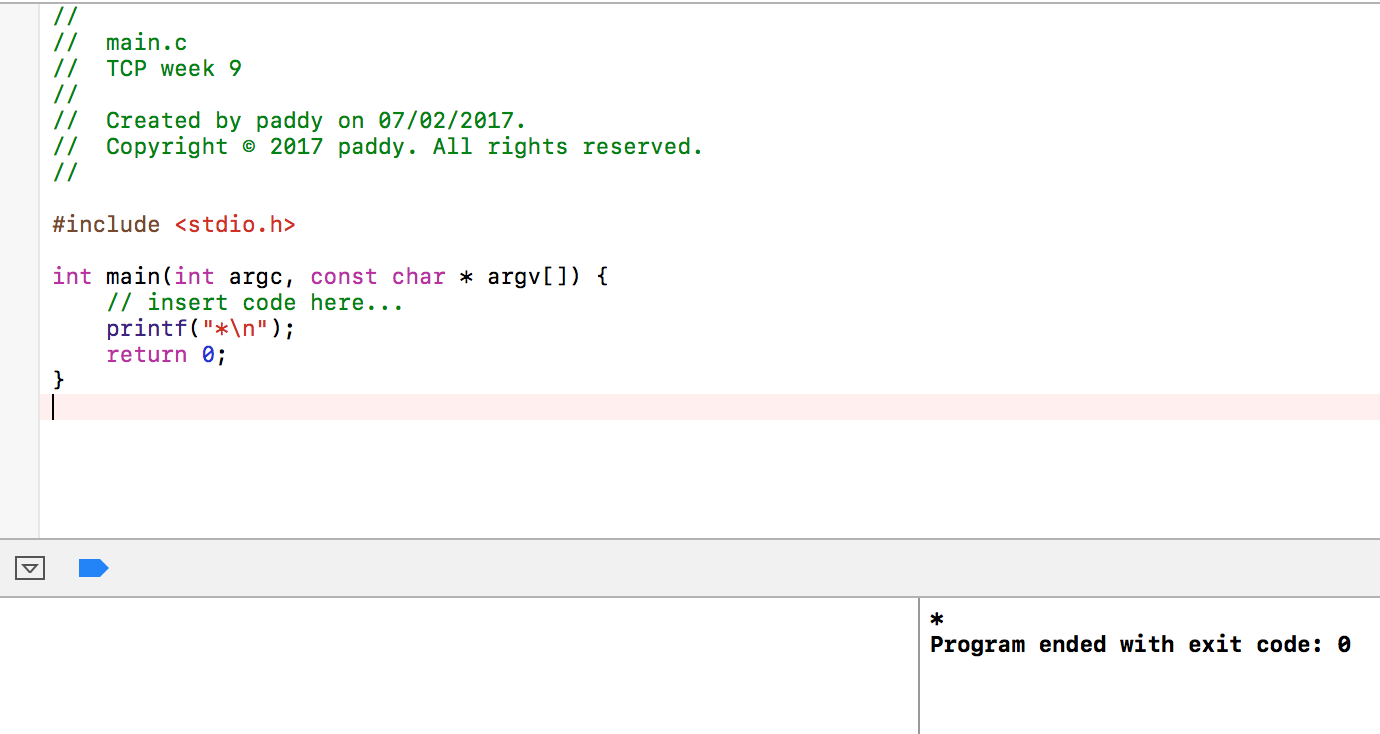 //
//  main.c
//  TCP week 9
//
//  Created by paddy on 07/02/2017.
//  Copyright © 2017 paddy. All rights reserved.
//
#include <stdio.h>
int main(int argc, const char * argv[]) {
    // insert code here...
    printf("*\n");
    return 0;
}
*
Program ended with exit code: 0